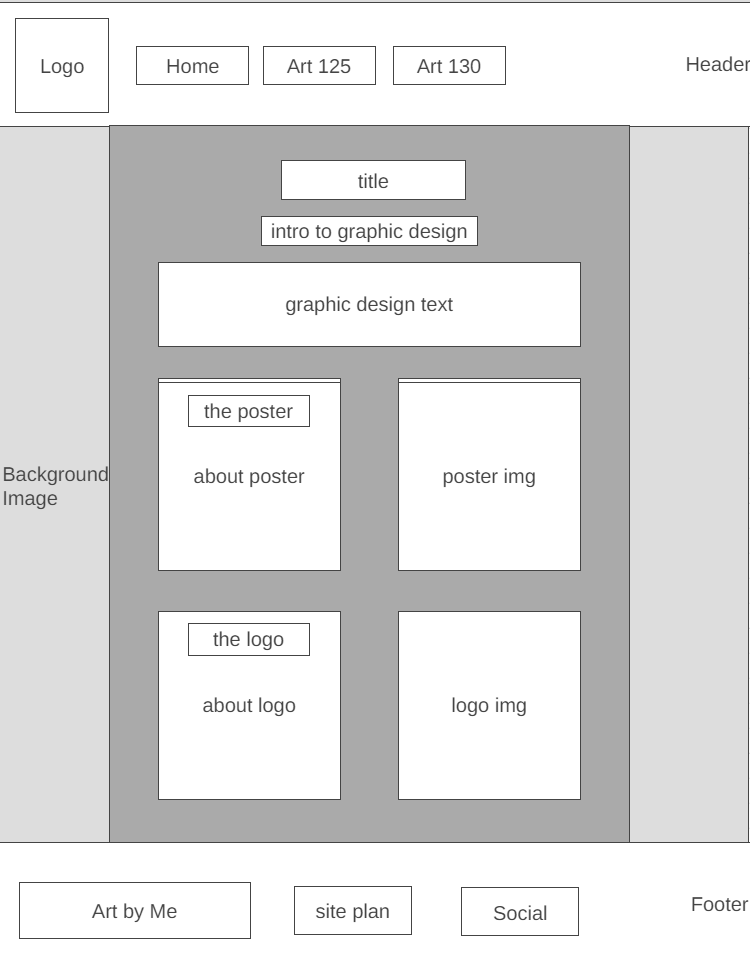 Logo
Home
Art 125
Art 130
Header
title
intro to graphic design
graphic design text
the poster
about poster
poster img
Background
Image
the logo
about logo
logo img
Art by Me
site plan
Social
Footer